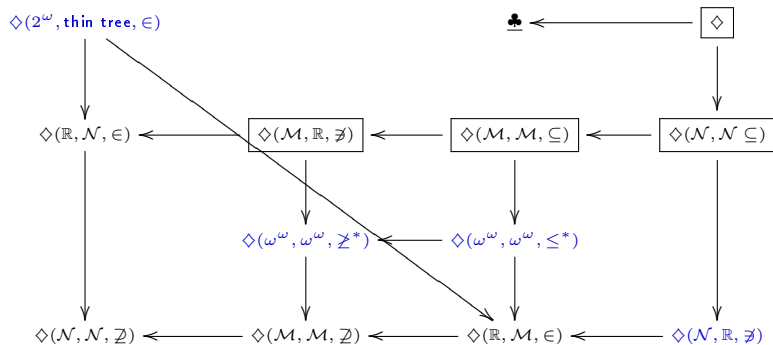 ♢(2^ω, thin tree, ∈) ♣ ♢
♢(ℝ, 𝒩, ∈) ♢(ℳ, ℝ, ∌) ♢(ℳ, ℳ, ⊆) ♢(𝒩, 𝒩 ⊆)
♢(ω^ω, ω^ω, ≱*) ♢(ω^ω, ω^ω, ≤*)
♢(𝒩, 𝒩, ⊉) ♢(ℳ, ℳ, ⊉) ♢(ℝ, ℳ, ∈) ♢(𝒩, ℝ, ∌)